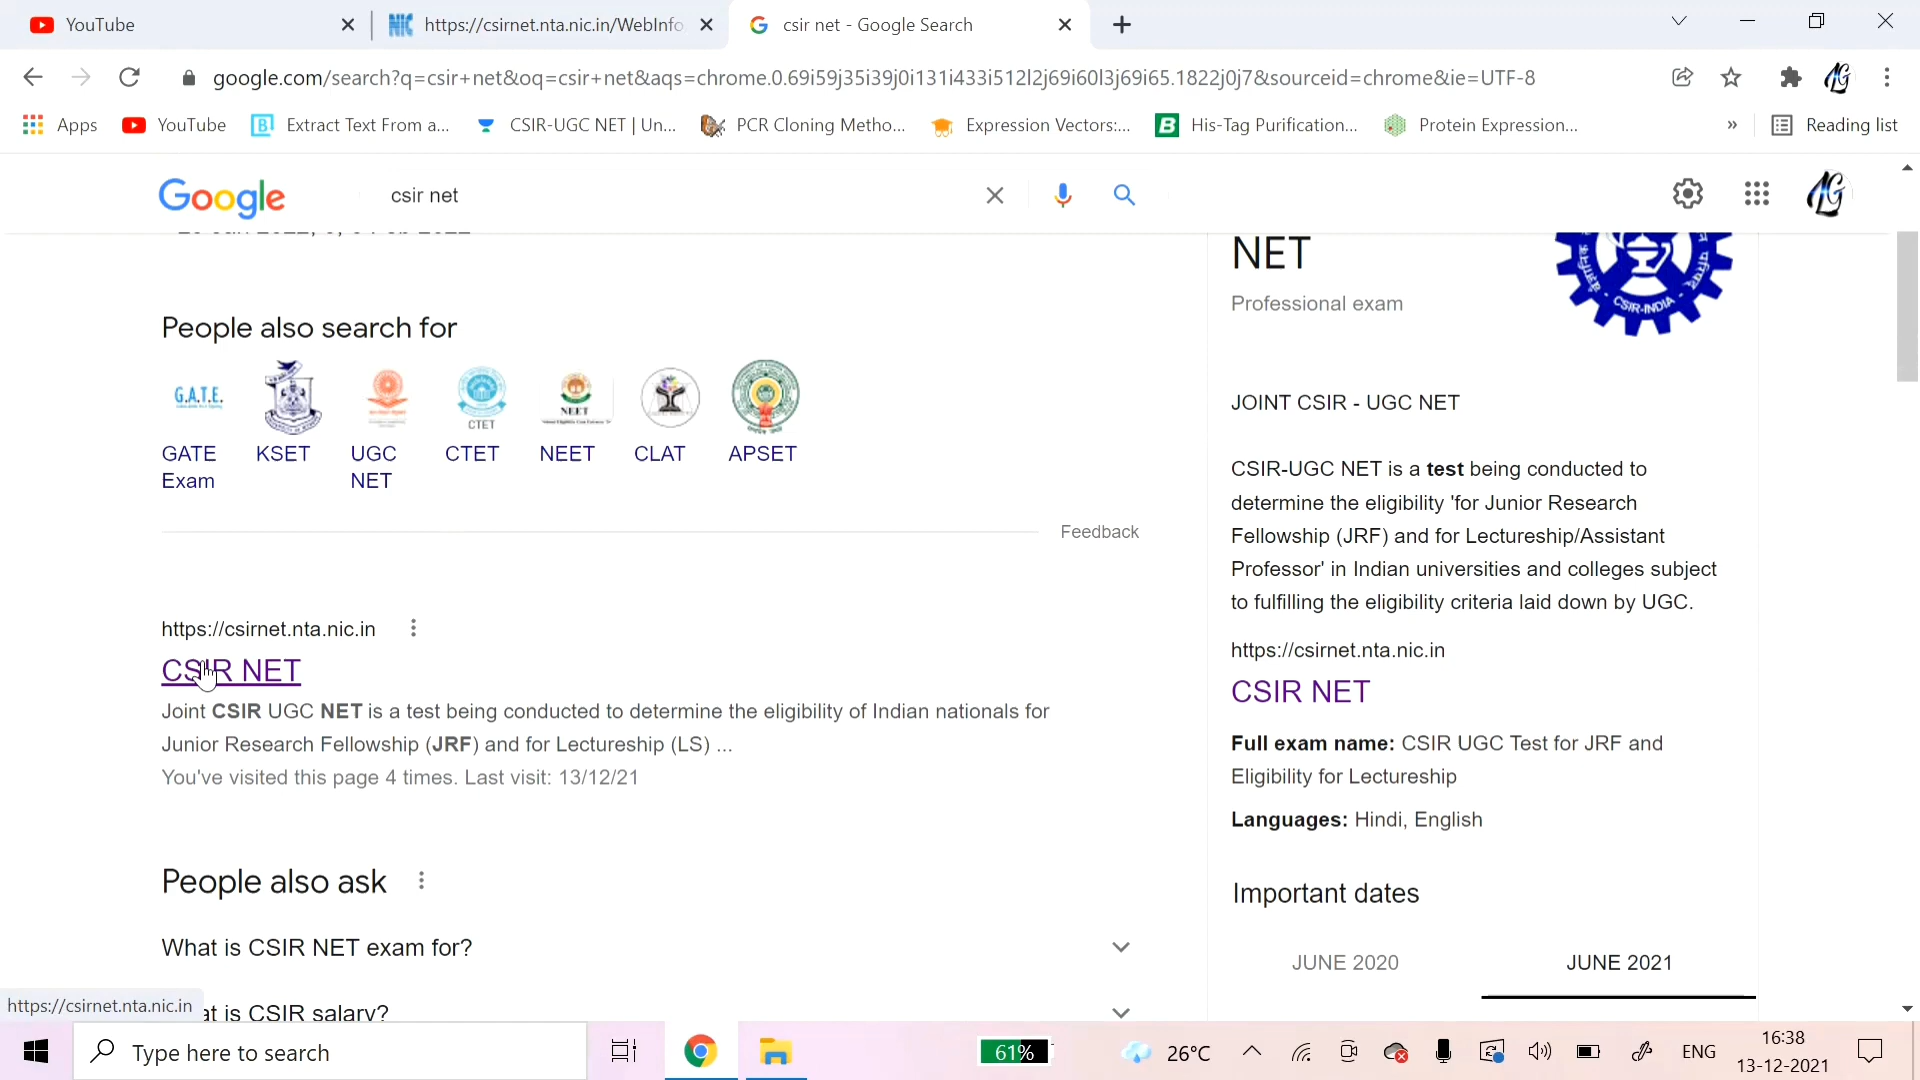 YouTube
https://csirnet.nta.nic.in/WebInfo
csir net - Google Search
google.com/search?q=csir+net&oq=csir+net&aqs=chrome.0.69i59j35i39j0i131i433i512l2j69i60l3j69i65.1822j0j7&sourceid=chrome&ie=UTF-8
Apps
YouTube
Extract Text From a...
CSIR-UGC NET | Un...
PCR Cloning Metho...
Expression Vectors:...
His-Tag Purification...
Protein Expression...
»
Reading list
Google
csir net
People also search for
G.A.T.E.
CTET
NEET
GATE Exam
KSET
UGC NET
CTET
NEET
CLAT
APSET
Feedback
https://csirnet.nta.nic.in
CSIR NET
Joint CSIR UGC NET is a test being conducted to determine the eligibility of Indian nationals for
Junior Research Fellowship (JRF) and for Lectureship (LS) ...
You've visited this page 4 times. Last visit: 13/12/21
People also ask
What is CSIR NET exam for?
at is CSIR salary?
https://csirnet.nta.nic.in
NET
Professional exam
CSIR-INDIA
JOINT CSIR - UGC NET
CSIR-UGC NET is a test being conducted to
determine the eligibility 'for Junior Research
Fellowship (JRF) and for Lectureship/Assistant
Professor' in Indian universities and colleges subject
to fulfilling the eligibility criteria laid down by UGC.
https://csirnet.nta.nic.in
CSIR NET
Full exam name: CSIR UGC Test for JRF and
Eligibility for Lectureship
Languages: Hindi, English
Important dates
JUNE 2020
JUNE 2021
Type here to search
61%
26°C
ENG
16:38
13-12-2021